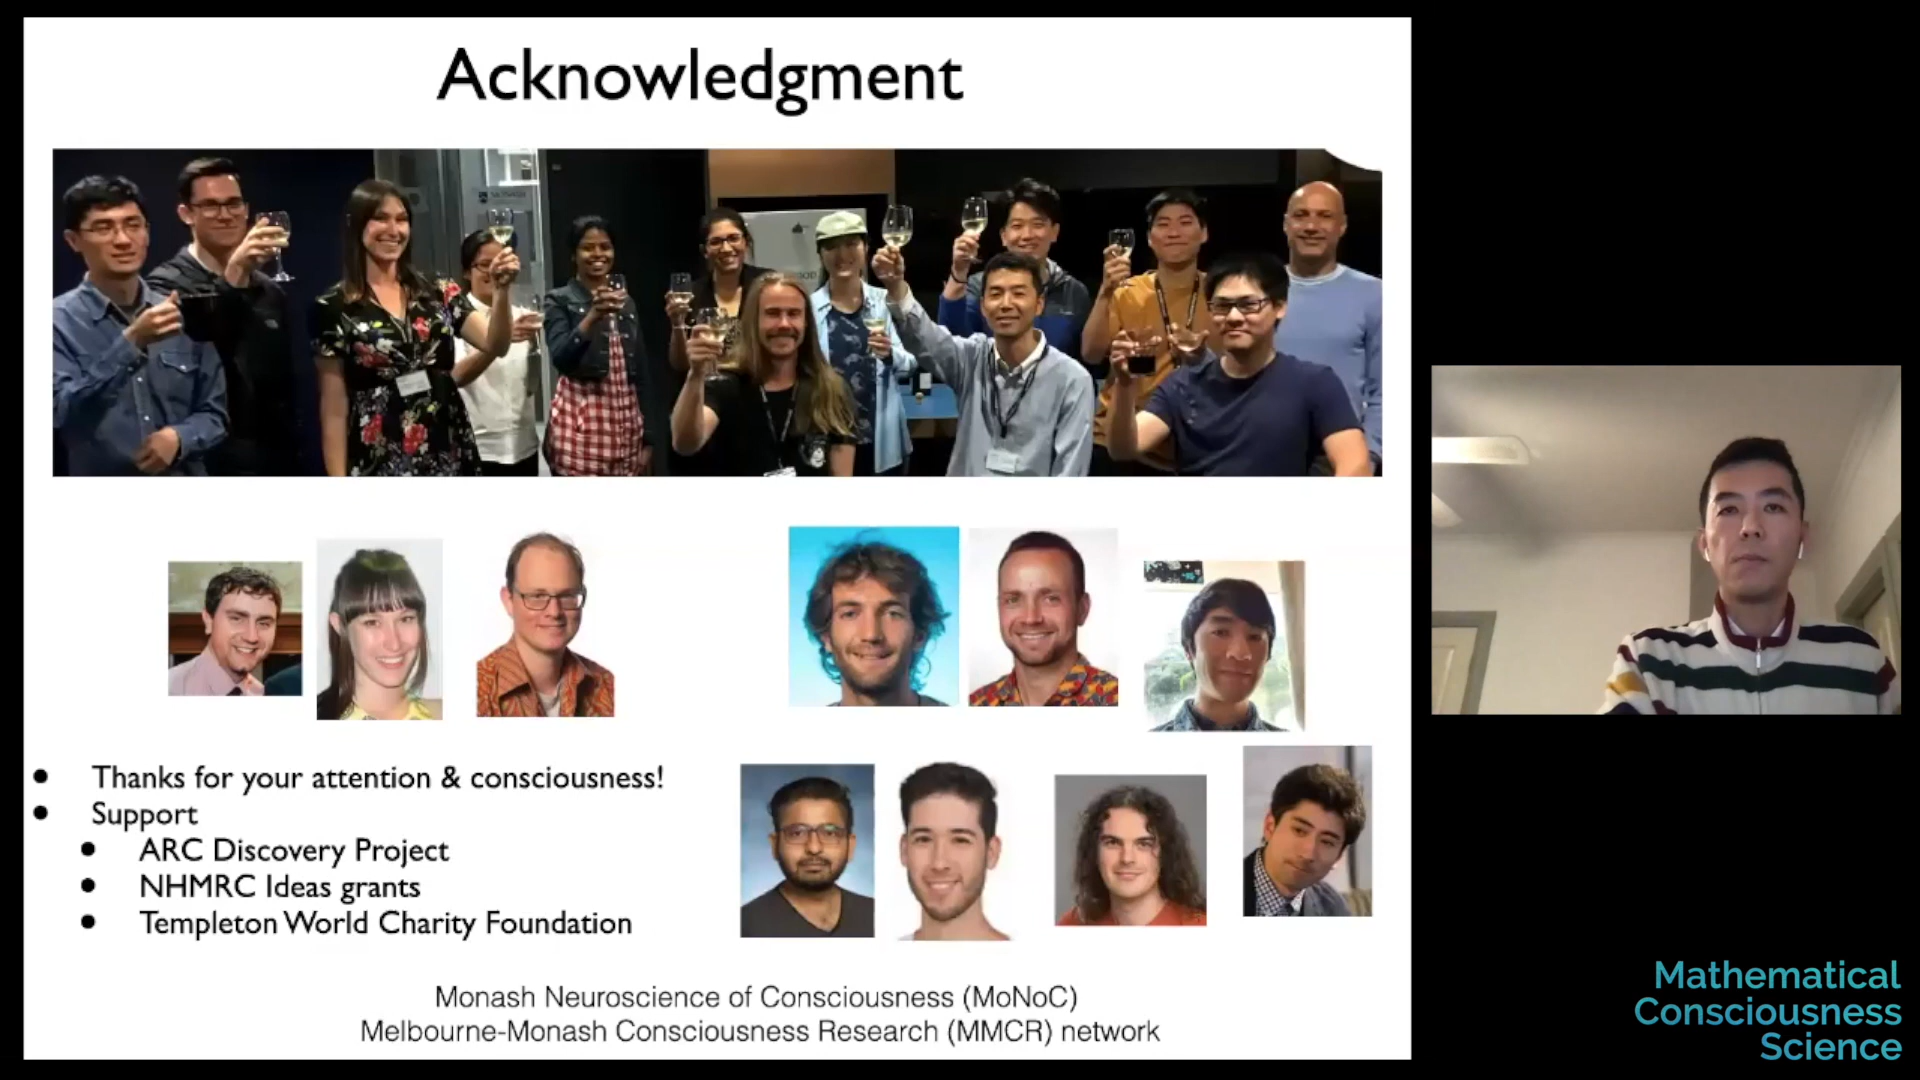 Acknowledgment
Thanks for your attention & consciousness!
Support
ARC Discovery Project
NHMRC Ideas grants
Templeton World Charity Foundation
Monash Neuroscience of Consciousness (MoNoC)
Melbourne-Monash Consciousness Research (MMCR) network
Mathematical
Consciousness
Science